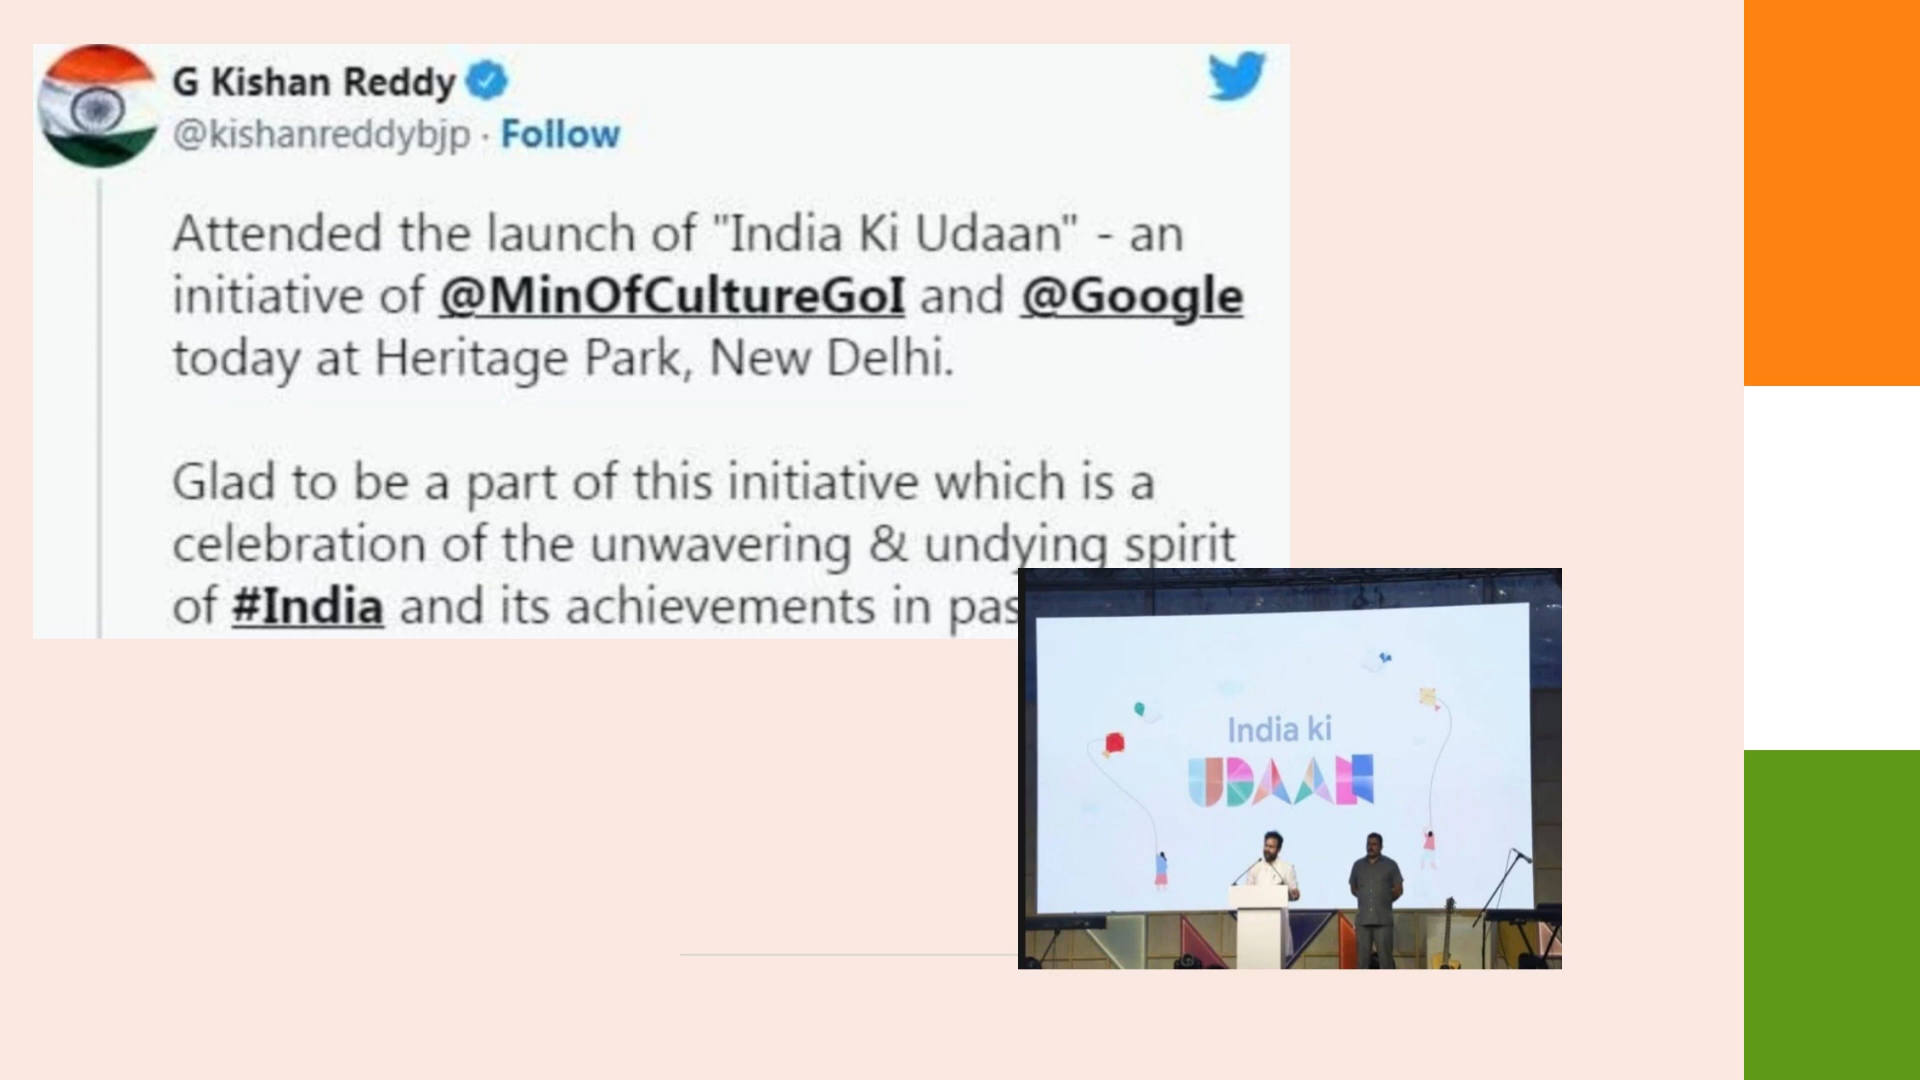 G Kishan Reddy
@kishanreddybjp · Follow
Attended the launch of "India Ki Udaan" - an
initiative of @MinOfCultureGoI and @Google
today at Heritage Park, New Delhi.
Glad to be a part of this initiative which is a
celebration of the unwavering & undying spirit
of #India and its achievements in
India ki
UDAAN